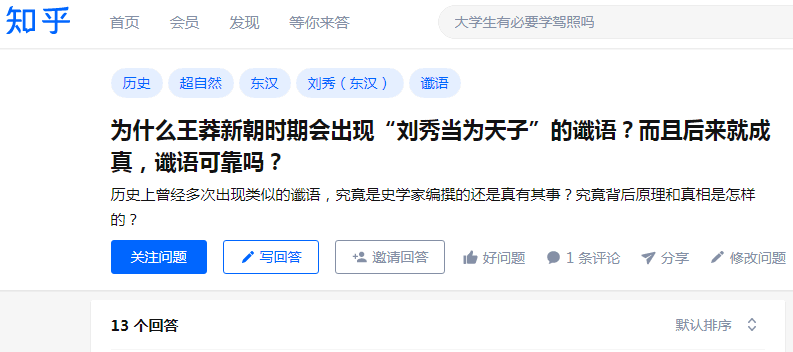 知乎 首页 会员 发现 等你来答 大学生有必要学驾照吗
历史 超自然 东汉 刘秀（东汉） 谶语
为什么王莽新朝时期会出现“刘秀当为天子”的谶语？而且后来就成
真，谶语可靠吗？
历史上曾经多次出现类似的谶语，究竟是史学家编撰的还是真有其事？究竟背后原理和真相是怎样
的？
关注问题 写回答 邀请回答 好问题 1 条评论 分享 修改问题
13 个回答 默认排序